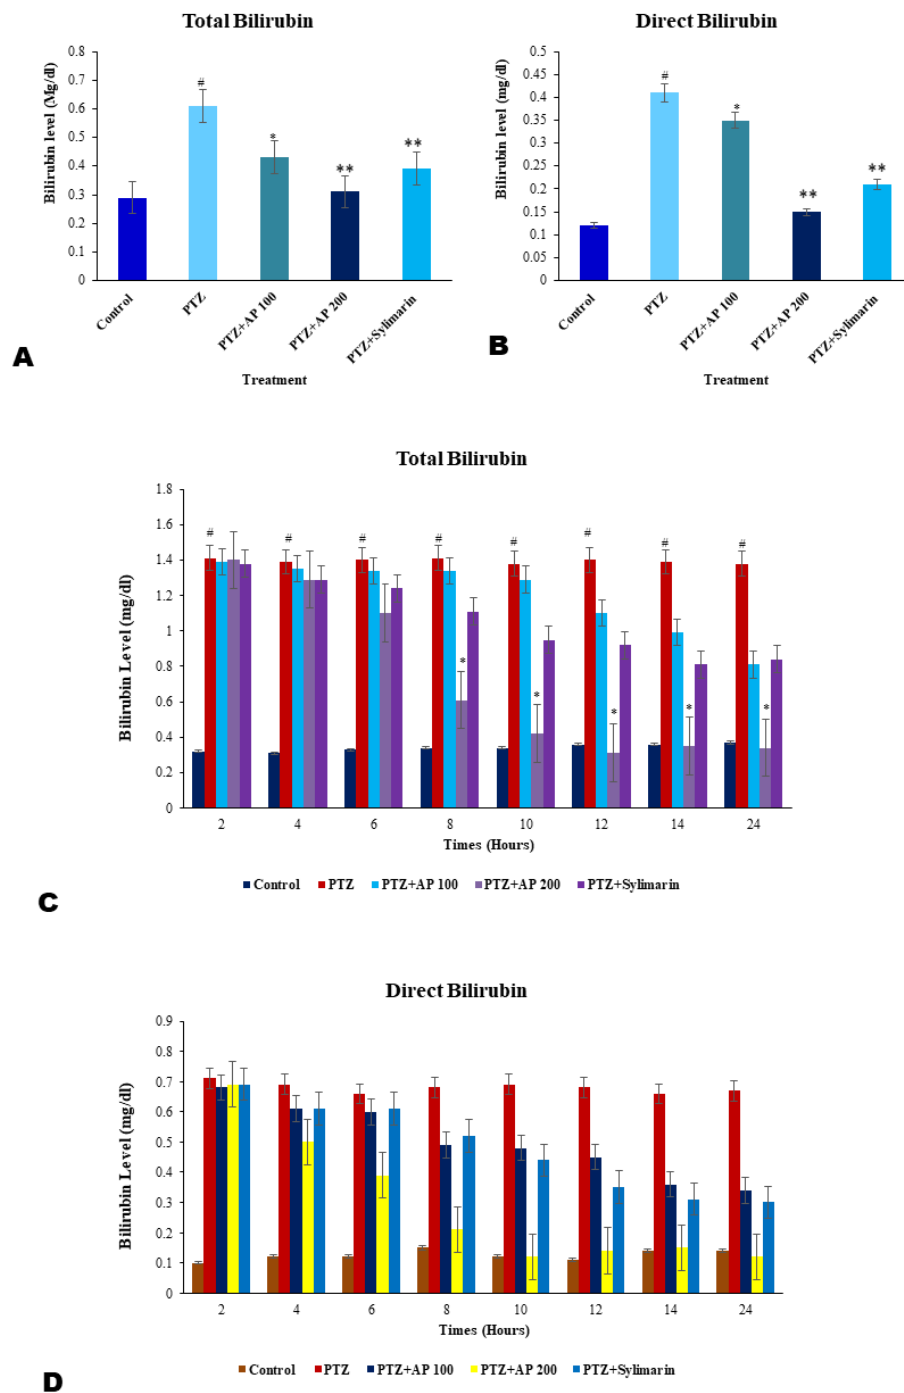 Total Bilirubin
Bilirubin level (Mg/dl)
0.8
0.7
0.6
0.5
0.4
0.3
0.2
0.1
0
#
*
**
**
Control
PTZ
PTZ+AP 100
PTZ+AP 200
PTZ+Sylimarin
Treatment
A
Direct Bilirubin
Bilirubin level (mg/dl)
0.5
0.45
0.4
0.35
0.3
0.25
0.2
0.15
0.1
0.05
0
#
*
**
**
Control
PTZ
PTZ+AP 100
PTZ+AP 200
PTZ+Sylimarin
Treatment
B
Total Bilirubin
Bilirubin Level (mg/dl)
1.8
1.6
1.4
1.2
1
0.8
0.6
0.4
0.2
0
# # # # # # # #
* * * * *
2 4 6 8 10 12 14 24
Times (Hours)
Control PTZ PTZ+AP 100 PTZ+AP 200 PTZ+Sylimarin
C
Direct Bilirubin
Bilirubin Level (mg/dl)
0.9
0.8
0.7
0.6
0.5
0.4
0.3
0.2
0.1
0
2 4 6 8 10 12 14 24
Times (Hours)
Control PTZ PTZ+AP 100 PTZ+AP 200 PTZ+Sylimarin
D